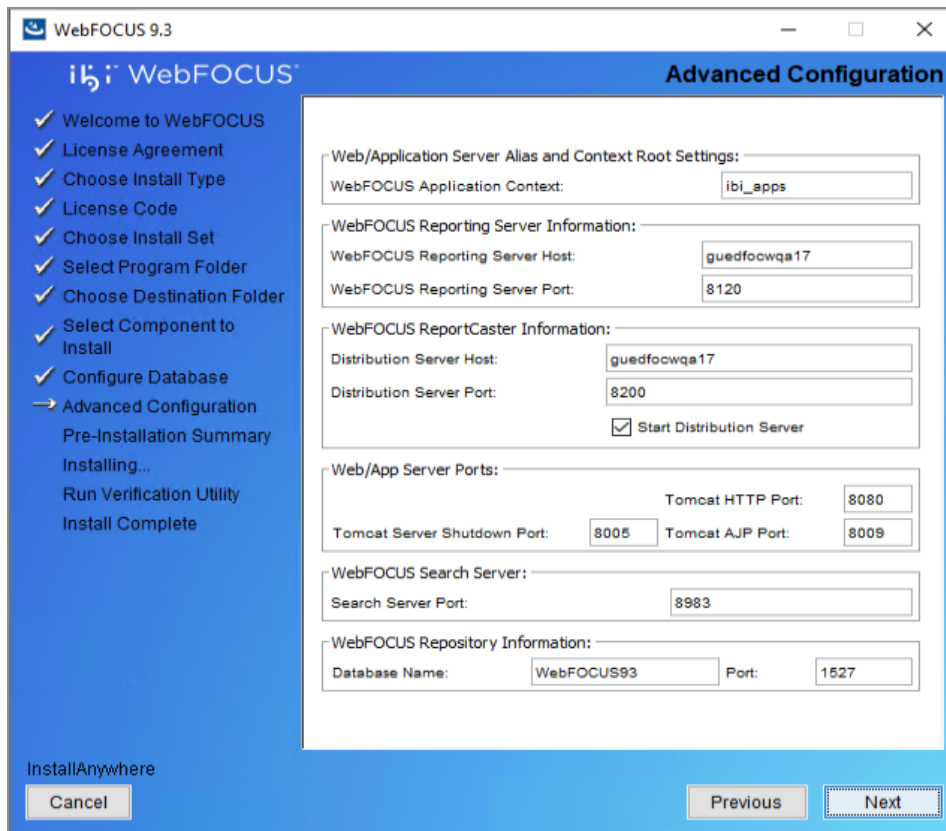 WebFOCUS 9.3
ibi WebFOCUS®
Advanced Configuration
Welcome to WebFOCUS
License Agreement
Choose Install Type
License Code
Choose Install Set
Select Program Folder
Choose Destination Folder
Select Component to
Install
Configure Database
Advanced Configuration
Pre-Installation Summary
Installing...
Run Verification Utility
Install Complete
Web/Application Server Alias and Context Root Settings:
WebFOCUS Application Context: ibi_apps
WebFOCUS Reporting Server Information:
WebFOCUS Reporting Server Host: guedfocwqa17
WebFOCUS Reporting Server Port: 8120
WebFOCUS ReportCaster Information:
Distribution Server Host: guedfocwqa17
Distribution Server Port: 8200
Start Distribution Server
Web/App Server Ports:
Tomcat HTTP Port: 8080
Tomcat Server Shutdown Port: 8005 Tomcat AJP Port: 8009
WebFOCUS Search Server:
Search Server Port: 8983
WebFOCUS Repository Information:
Database Name: WebFOCUS93 Port: 1527
InstallAnywhere
Cancel Previous Next